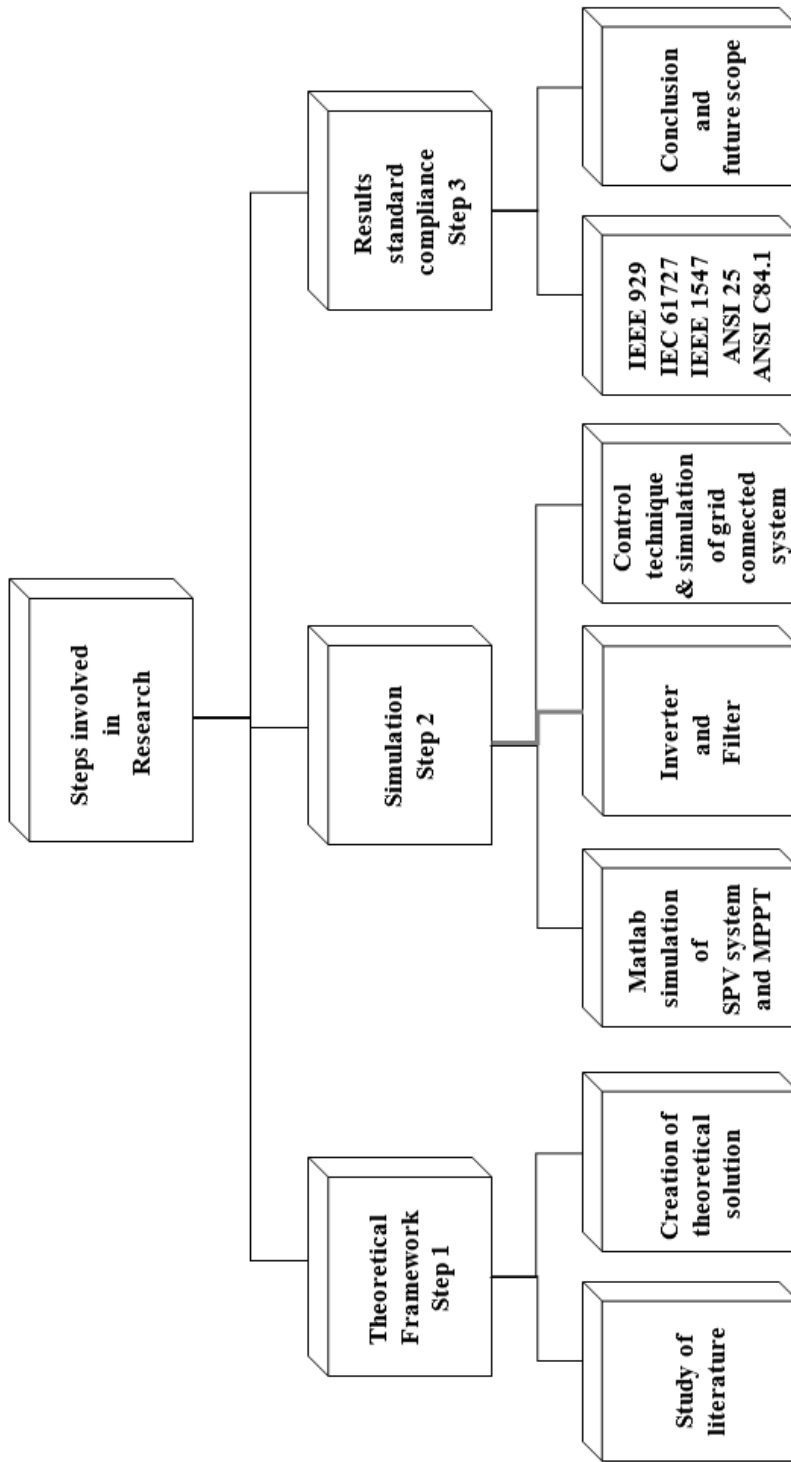 Steps involved
in
Research
Theoretical
Framework
Step 1
Simulation
Step 2
Results
standard
compliance
Step 3
Study of
literature
Creation of
theoretical
solution
Matlab
simulation
of
SPV system
and MPPT
Inverter
and
Filter
Control
technique
& simulation
of grid
connected
system
IEEE 929
IEC 61727
IEEE 1547
ANSI 25
ANSI C84.1
Conclusion
and
future scope